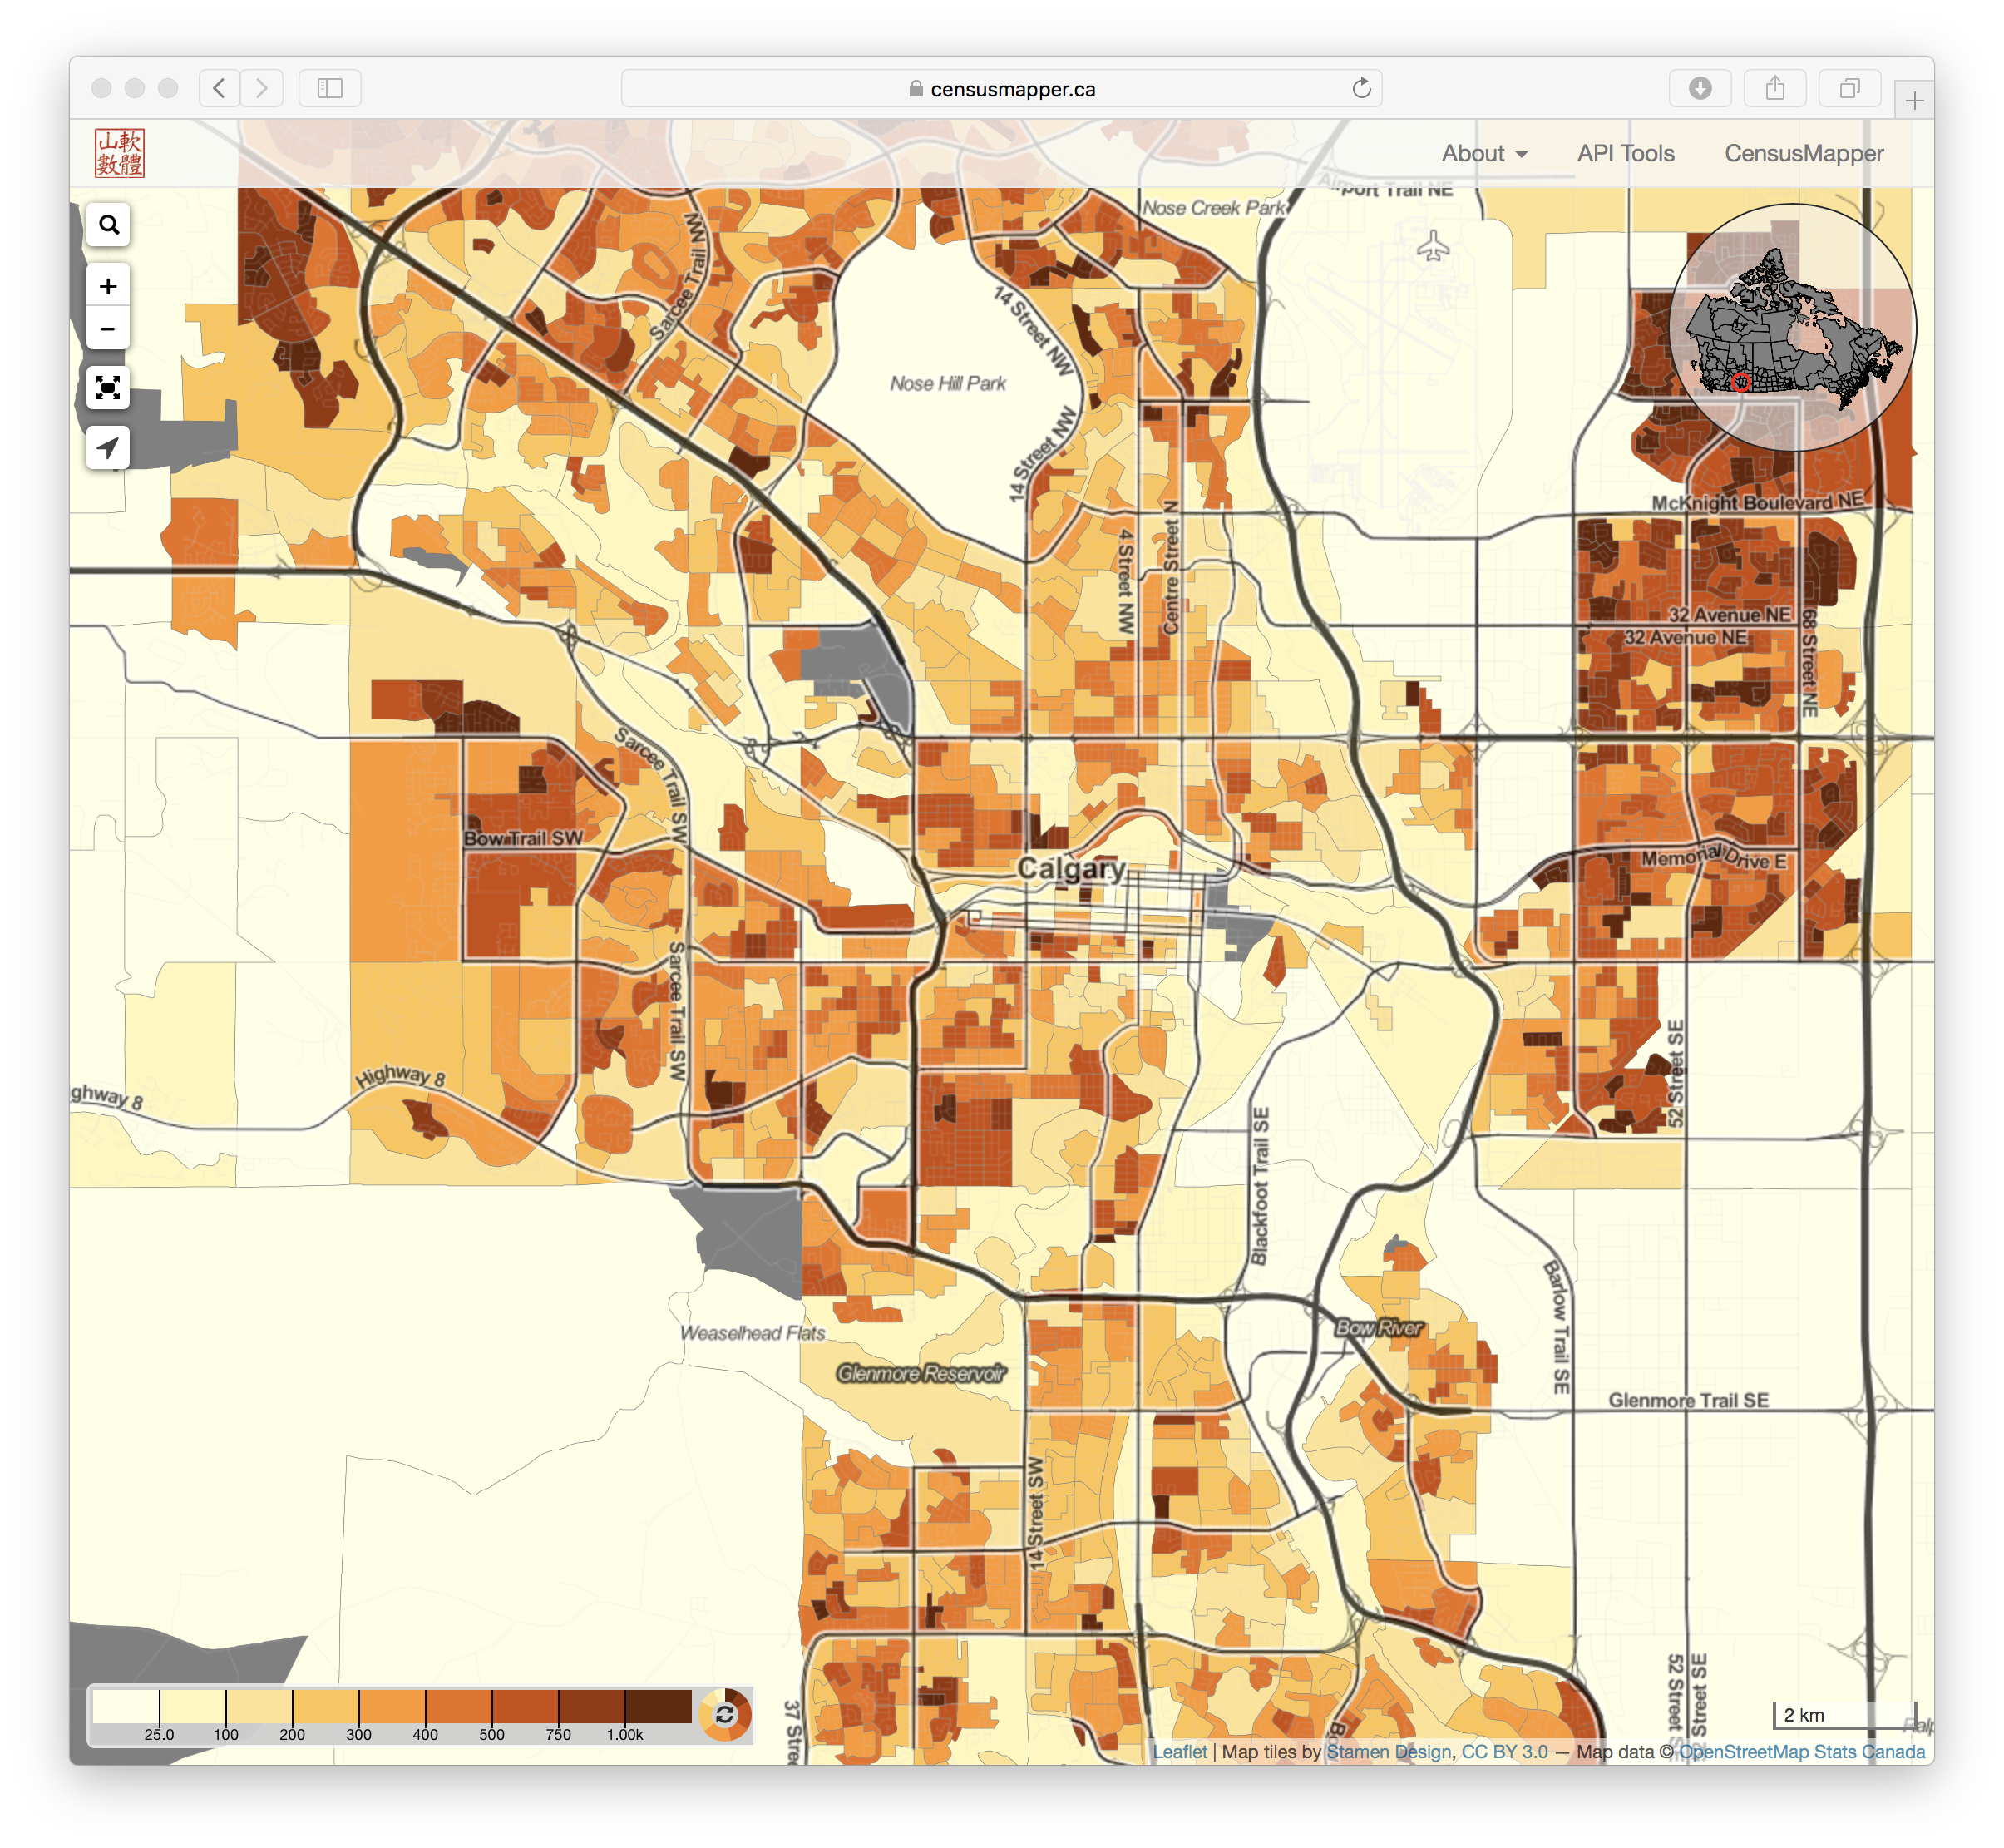 censusmapper.ca
山軟
數體
About
API Tools
CensusMapper
Airport Trail NE
Nose Creek Park
Sarcee Trail NW
14 Street NW
Nose Hill Park
14 Street NW
McKnight Boulevard NE
4 Street NW
Centre Street N
32 Avenue NE
32 Avenue NE
68 Street NE
Sarcee Trail SW
Bow Trail SW
Calgary
Memorial Drive E
Sarcee Trail SW
52 Street SE
Highway 8
ghway 8
Blackfoot Trail SE
Barlow Trail SE
Weaselhead Flats
Bow River
Glenmore Reservoir
Glenmore Trail SE
14 Street SW
37 Stree
52 Street S
Street SE
Bow
25.0 100 200 300 400 500 750 1.00k
2 km
Ralp
Leaflet | Map tiles by Stamen Design, CC BY 3.0 — Map data © OpenStreetMap Stats Canada